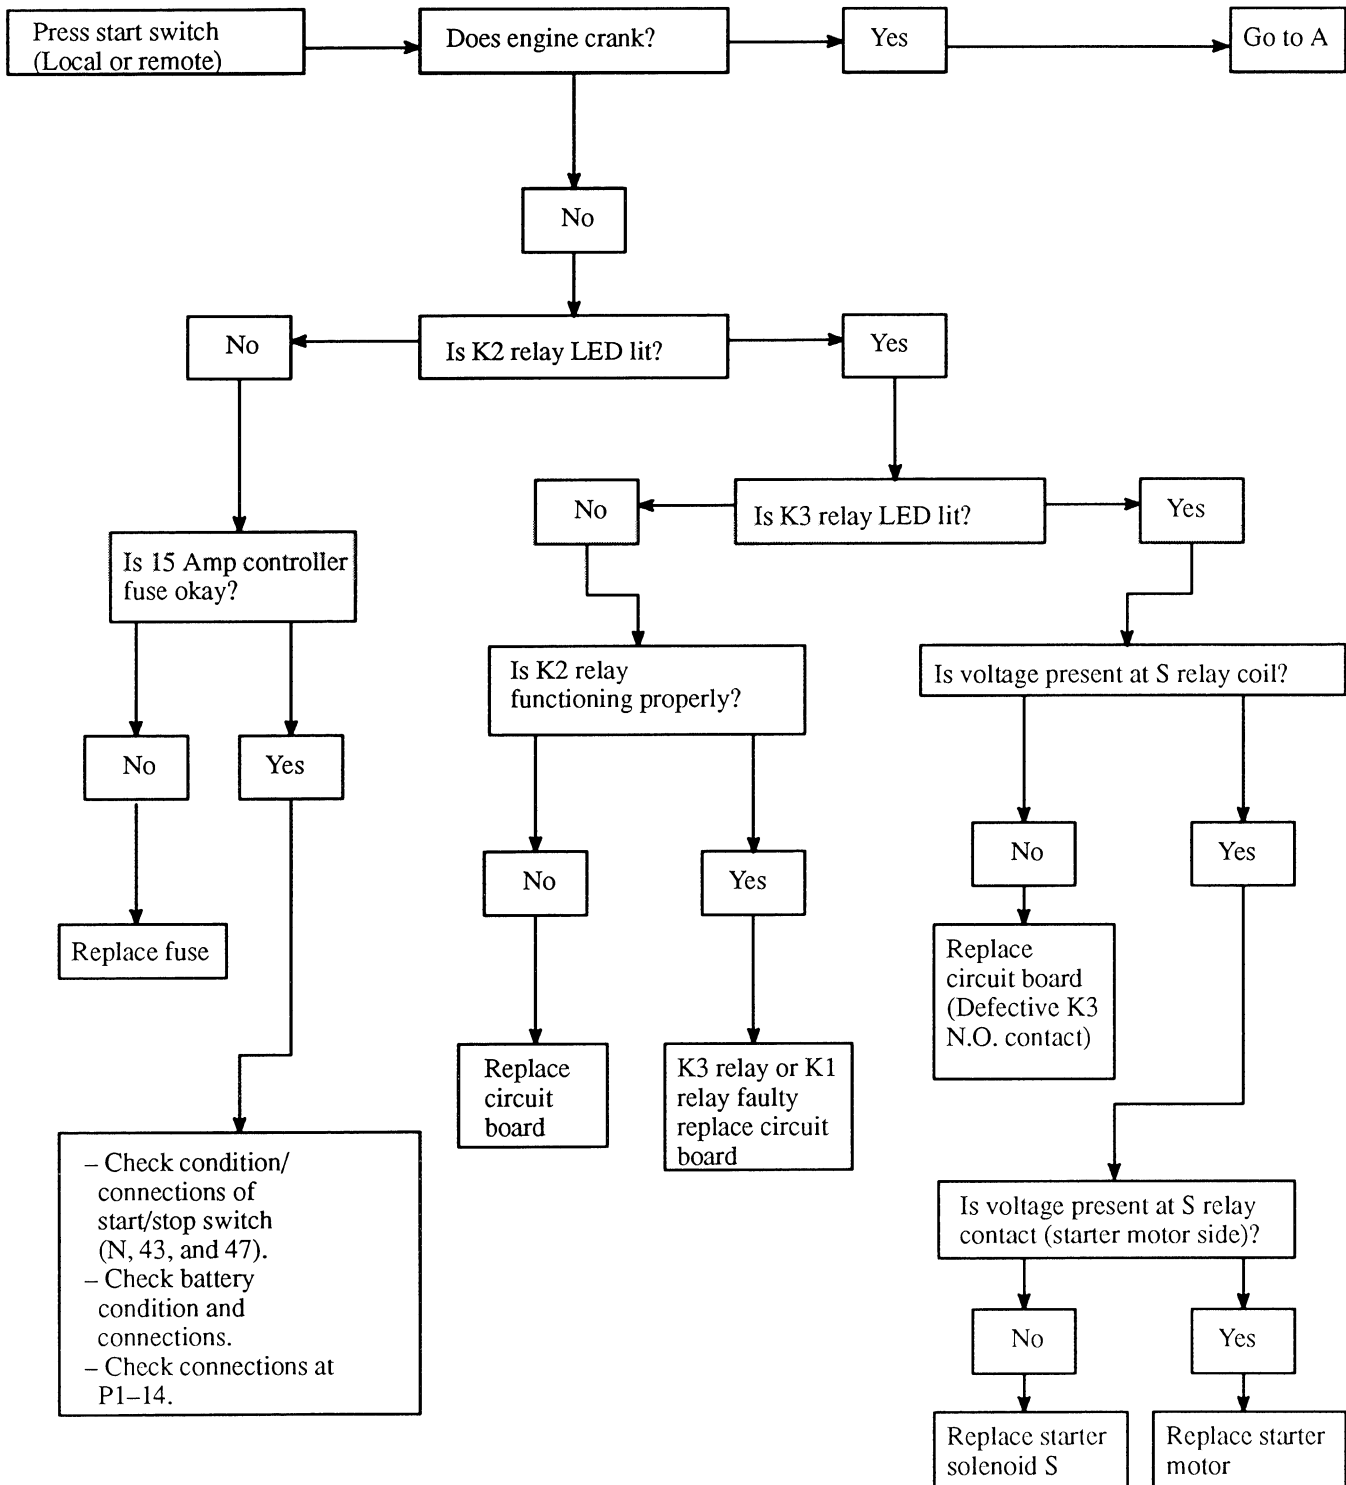 Press start switch
(Local or remote)
Does engine crank?
Yes
Go to A
No
No
Is K2 relay LED lit?
Yes
No
Is K3 relay LED lit?
Yes
Is 15 Amp controller
fuse okay?
Is K2 relay
functioning properly?
Is voltage present at S relay coil?
No
Yes
No
Yes
No
Yes
Replace fuse
Replace
circuit board
(Defective K3
N.O. contact)
Replace
circuit
board
K3 relay or K1
relay faulty
replace circuit
board
– Check condition/
connections of
start/stop switch
(N, 43, and 47).
– Check battery
condition and
connections.
– Check connections at
P1–14.
Is voltage present at S relay
contact (starter motor side)?
No
Yes
Replace starter
solenoid S
Replace starter
motor